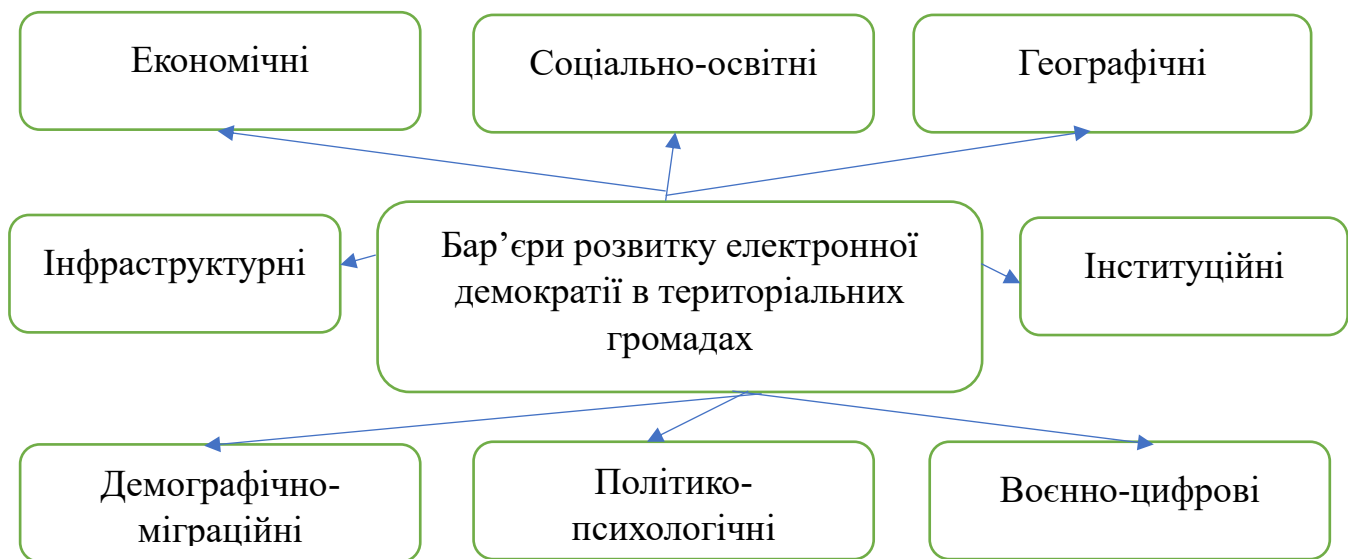 Економічні
Соціально-освітні
Географічні
Інфраструктурні
Бар’єри розвитку електронної
демократії в територіальних
громадах
Інституційні
Демографічно-
міграційні
Політико-
психологічні
Воєнно-цифрові